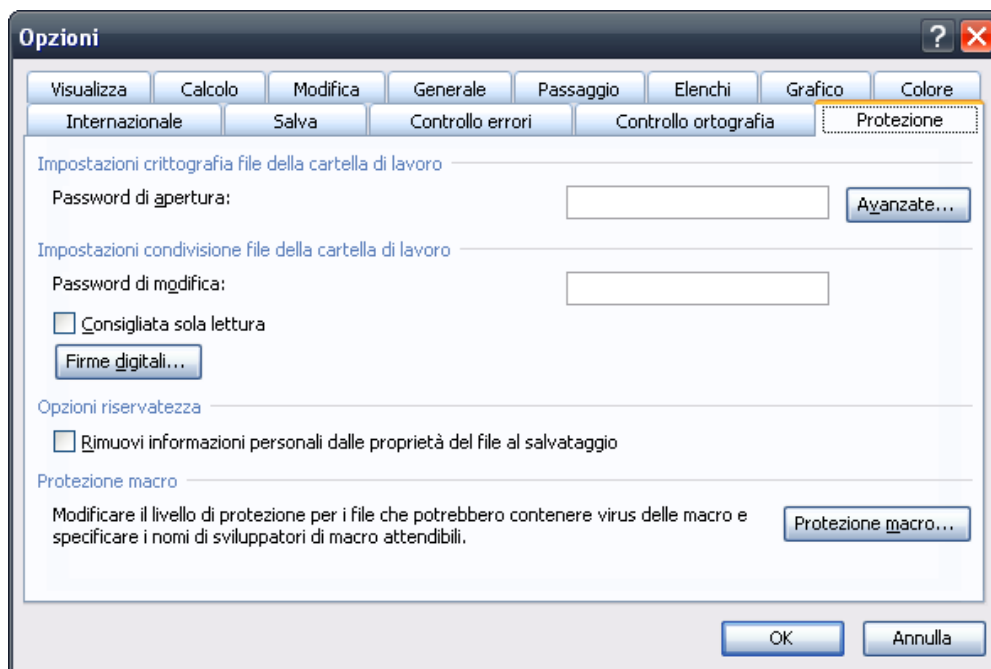 Opzioni
Visualizza Calcolo Modifica Generale Passaggio Elenchi Grafico Colore
Internazionale Salva Controllo errori Controllo ortografia Protezione
Impostazioni crittografia file della cartella di lavoro
Password di apertura:
Avanzate...
Impostazioni condivisione file della cartella di lavoro
Password di modifica:
Consigliata sola lettura
Firme digitali...
Opzioni riservatezza
Rimuovi informazioni personali dalle proprietà del file al salvataggio
Protezione macro
Modificare il livello di protezione per i file che potrebbero contenere virus delle macro e
specificare i nomi di sviluppatori di macro attendibili.
Protezione macro...
OK Annulla